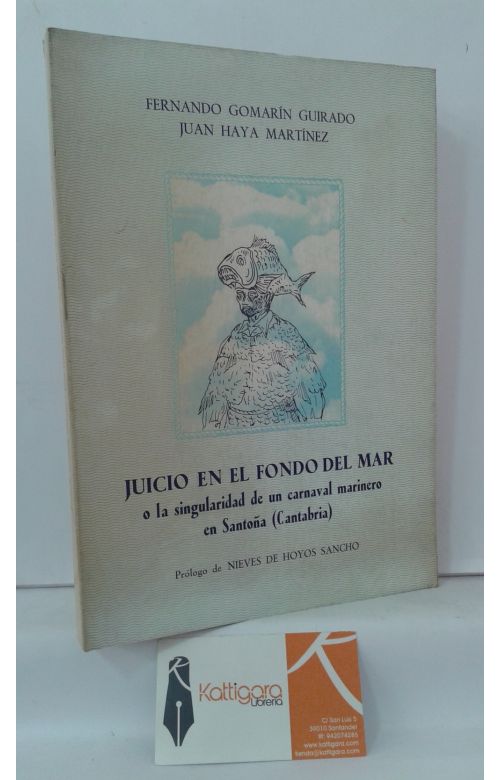 FERNANDO GOMARÍN GUIRADO
JUAN HAYA MARTÍNEZ
JUICIO EN EL FONDO DEL MAR
o la singularidad de un carnaval marinero
en Santoña (Cantabria)
Prólogo de NIEVES DE HOYOS SANCHO
Kattigara
Librería
C/ San Luis 5
39010 Santander
tf: 942074285
www.kattigara.com
tienda@kattigara.com